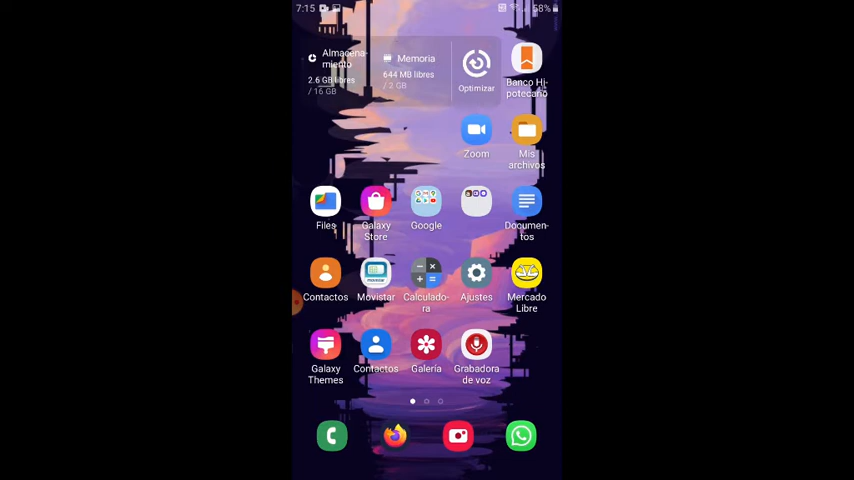 7:15
58%
Almacena-
miento
2.6 GB libres
/ 16 GB
Memoria
644 MB libres
/ 2 GB
Optimizar
Banco Hi-
potecario
Zoom
Mis
archivos
Files
Galaxy
Store
Google
Documen-
tos
Contactos
Movistar
Calculado-
ra
Ajustes
Mercado
Libre
Galaxy
Themes
Contactos
Galería
Grabadora
de voz